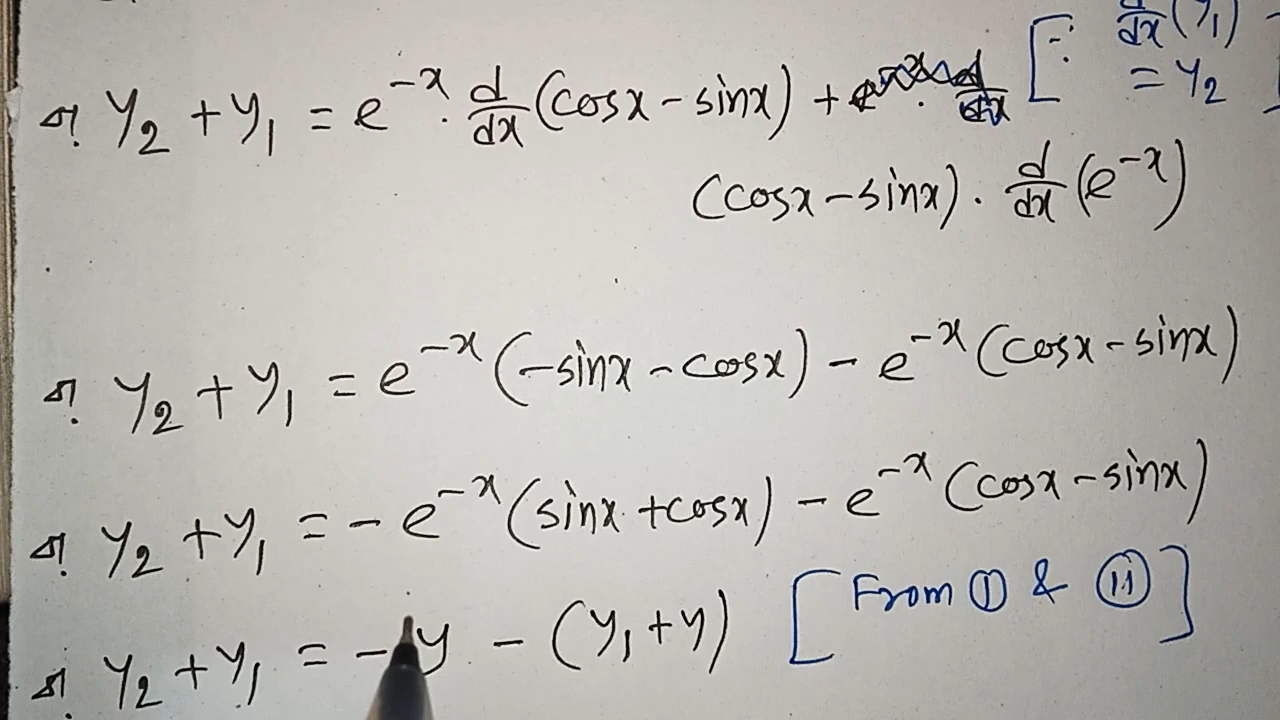 বা, y₂ + y₁ = e⁻ˣ · d/dx (cosx − sinx) + [∵ d/dx (y₁) = y₂]
(cosx − sinx) · d/dx (e⁻ˣ)
বা, y₂ + y₁ = e⁻ˣ (−sinx − cosx) − e⁻ˣ (cosx − sinx)
বা, y₂ + y₁ = − e⁻ˣ (sinx + cosx) − e⁻ˣ (cosx − sinx)
বা, y₂ + y₁ = − y − (y₁ + y) [From ⓘ & ⓘⓘ]